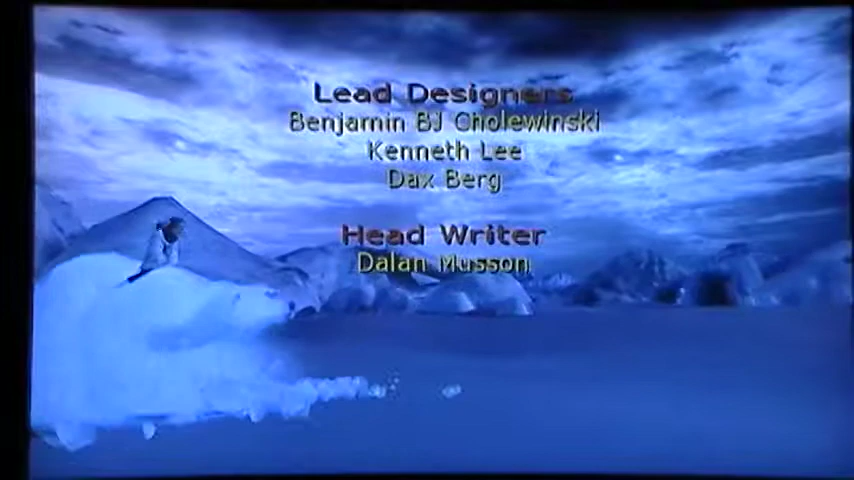 Lead Designers
Benjamin BJ Cholewinski
Kenneth Lee
Dax Berg
Head Writer
Dalan Musson